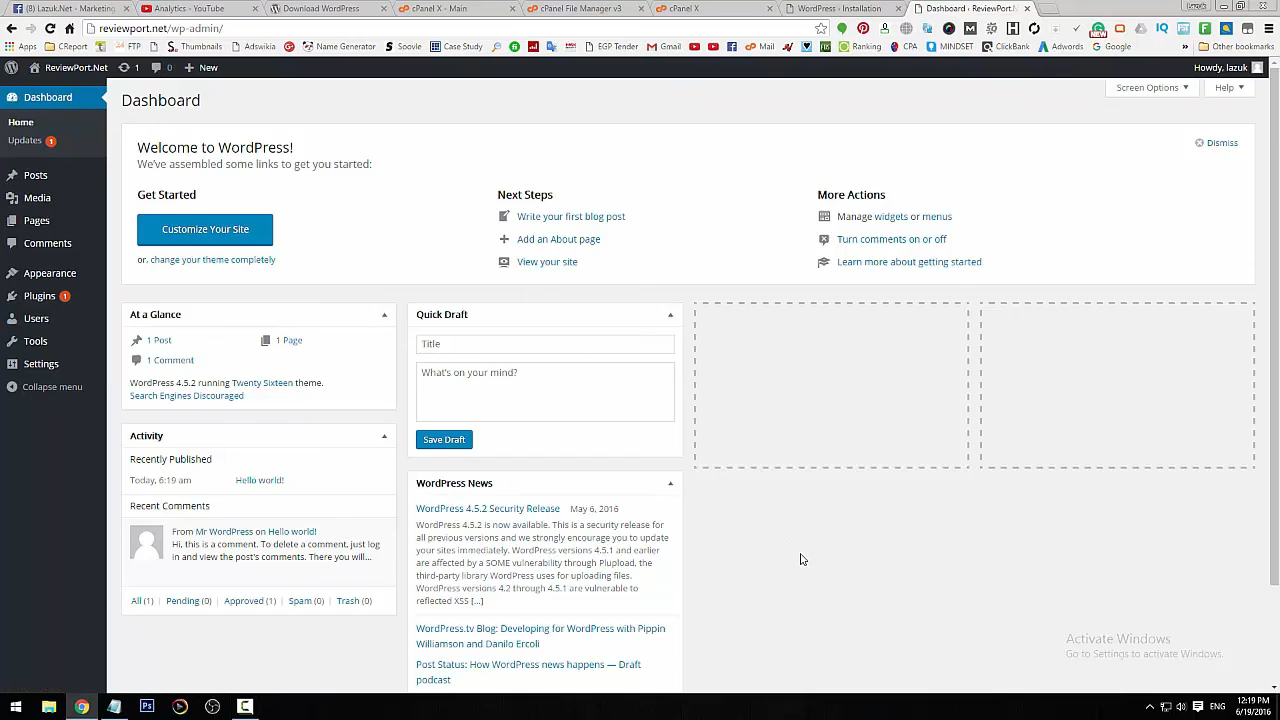 (8) Lazuk.Net - Marketing
Analytics - YouTube
Download WordPress
cPanel X - Main
cPanel File Manager v3
cPanel X
WordPress › Installation
Dashboard ‹ ReviewPort.N
reviewport.net/wp-admin/
Apps CReport FTP Thumbnails Adswikia Name Generator Spoole Case Study EGP Tender Gmail Mail Ranking CPA MINDSET ClickBank Adwords Google » Other bookmarks
ReviewPort.Net 1 0 + New
Howdy, lazuk
Dashboard
Home
Updates 1
Posts
Media
Pages
Comments
Appearance
Plugins 1
Users
Tools
Settings
Collapse menu
Dashboard
Screen Options
Help
Welcome to WordPress!
We've assembled some links to get you started:
Dismiss
Get Started
Customize Your Site
or, change your theme completely
Next Steps
Write your first blog post
Add an About page
View your site
More Actions
Manage widgets or menus
Turn comments on or off
Learn more about getting started
At a Glance
1 Post 1 Page
1 Comment
WordPress 4.5.2 running Twenty Sixteen theme.
Search Engines Discouraged
Activity
Recently Published
Today, 6:19 am Hello world!
Recent Comments
From Mr WordPress on Hello world!
Hi, this is a comment. To delete a comment, just log
in and view the post's comments. There you will...
All (1) | Pending (0) | Approved (1) | Spam (0) | Trash (0)
Quick Draft
Title
What's on your mind?
Save Draft
WordPress News
WordPress 4.5.2 Security Release May 6, 2016
WordPress 4.5.2 is now available. This is a security release for
all previous versions and we strongly encourage you to update
your sites immediately. WordPress versions 4.5.1 and earlier
are affected by a SOME vulnerability through Plupload, the
third-party library WordPress uses for uploading files.
WordPress versions 4.2 through 4.5.1 are vulnerable to
reflected XSS [...]
WordPress.tv Blog: Developing for WordPress with Pippin
Williamson and Danilo Ercoli
Post Status: How WordPress news happens — Draft
podcast
Activate Windows
Go to Settings to activate Windows.
ENG
12:19 PM
6/19/2016